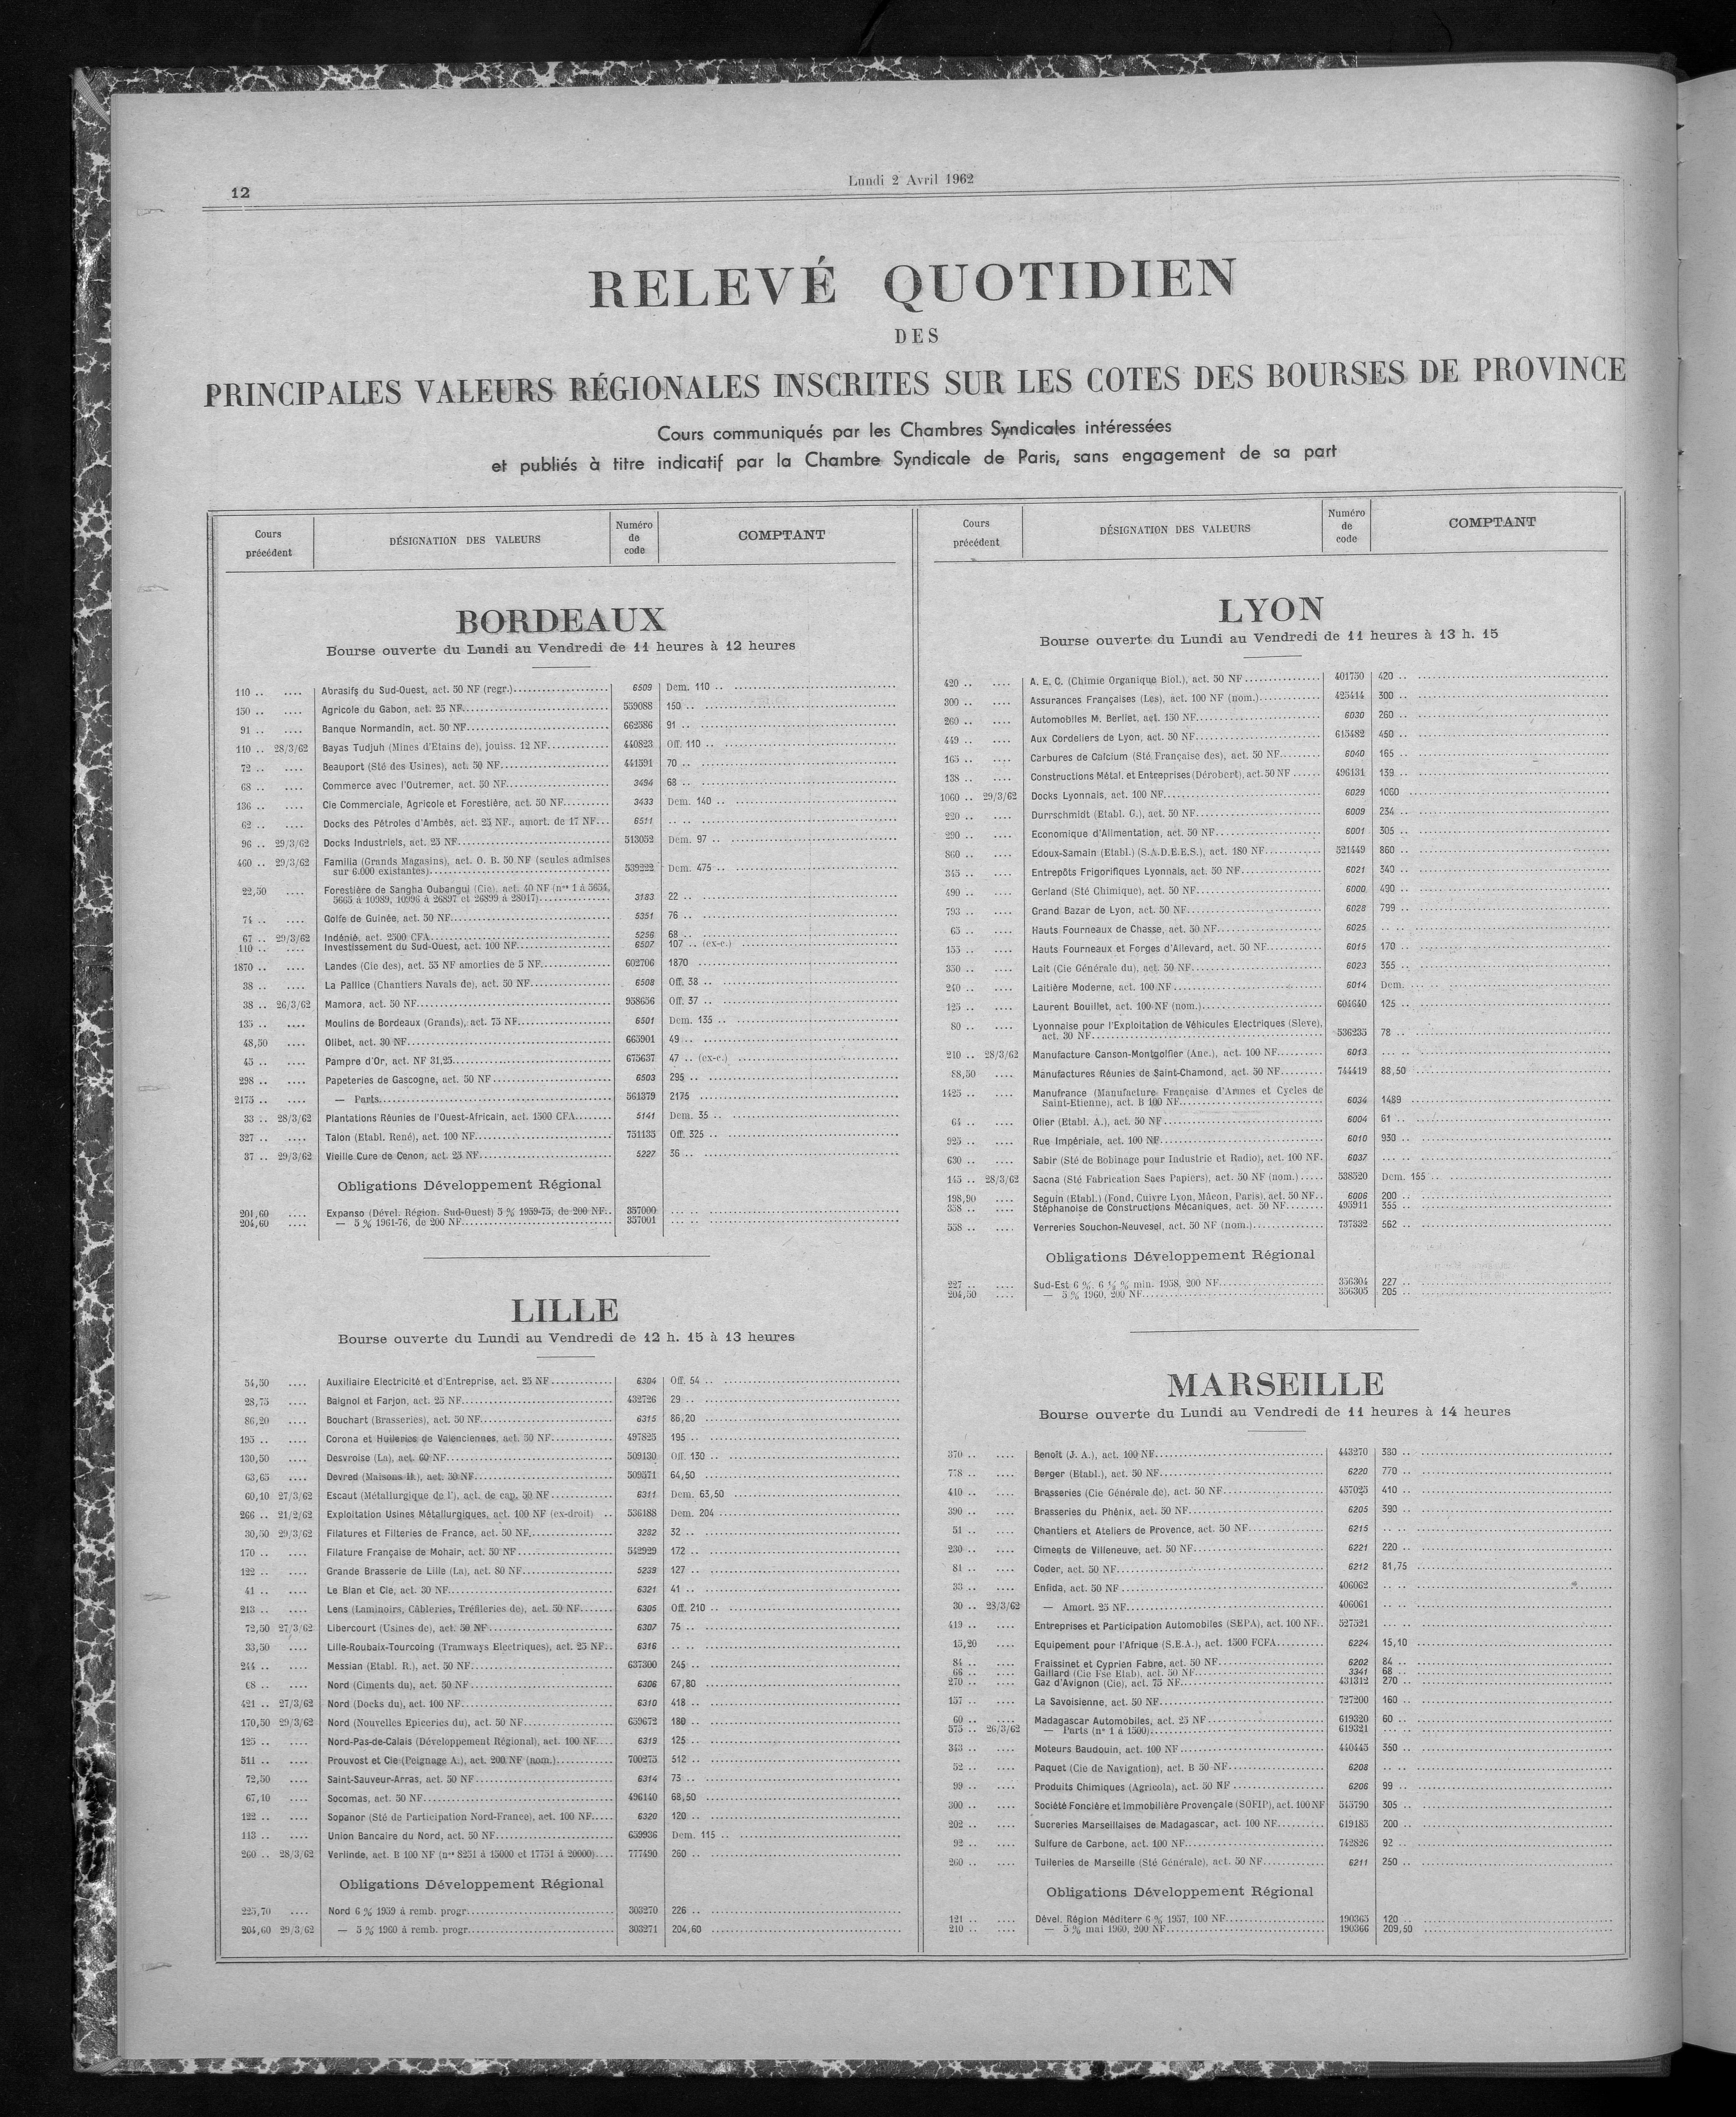 12
Lundi 2 Avril 1962
RELEVÉ QUOTIDIEN
DES
PRINCIPALES VALEURS RÉGIONALES INSCRITES SUR LES COTES DES BOURSES DE PROVINCE
Cours communiqués par les Chambres Syndicales intéressées
et publiés à titre indicatif par la Chambre Syndicale de Paris, sans engagement de sa part
Cours précédent | DÉSIGNATION DES VALEURS | Numéro de code | COMPTANT
BORDEAUX
Bourse ouverte du Lundi au Vendredi de 11 heures à 12 heures
110 .. .... Abrasifs du Sud-Ouest, act. 50 NF (regr.) 6509 Dem. 110 ..
150 .. .... Agricole du Gabon, act. 25 NF 559088 150 ..
91 .. .... Banque Normandin, act. 50 NF 662586 91 ..
110 .. 28/3/62 Bayas Tudjuh (Mines d'Etains de), jouiss. 12 NF 440823 Off. 110 ..
72 .. .... Beauport (Sté des Usines), act. 50 NF 441591 70 ..
68 .. .... Commerce avec l'Outremer, act. 50 NF 3494 68 ..
136 .. .... Cie Commerciale, Agricole et Forestière, act. 50 NF 3433 Dem. 140 ..
62 .. .... Docks des Pétroles d'Ambès, act. 25 NF., amort. de 17 NF 6511 .. ..
96 .. 29/3/62 Docks Industriels, act. 25 NF 513052 Dem. 97 ..
460 .. 29/3/62 Familia (Grands Magasins), act. O. B. 50 NF (seules admises
sur 6.000 existantes) 539222 Dem. 475 ..
22,50 .... Forestière de Sangha Oubangui (Cie), act. 40 NF (nos 1 à 5654,
5665 à 10989, 10996 à 26897 et 26899 à 28017) 3183 22 ..
74 .. .... Golfe de Guinée, act. 50 NF 5351 76 ..
67 .. 29/3/62 Indénié, act. 2500 CFA 5256 68 ..
110 .. .... Investissement du Sud-Ouest, act. 100 NF 6507 107 .. (ex-c.)
1870 .. .... Landes (Cie des), act. 55 NF amorties de 5 NF 602706 1870
38 .. .... La Pallice (Chantiers Navals de), act. 50 NF 6508 Off. 38 ..
38 .. 26/3/62 Mamora, act. 50 NF 958656 Off. 37 ..
135 .. .... Moulins de Bordeaux (Grands), act. 75 NF 6501 Dem. 135 ..
48,50 .... Olibet, act. 30 NF 665901 49 ..
45 .. .... Pampre d'Or, act. NF 31,25 675637 47 .. (ex-c.)
298 .. .... Papeteries de Gascogne, act. 50 NF 6503 295 ..
2175 .. .... — Parts 561379 2175
33 .. 28/3/62 Plantations Réunies de l'Ouest-Africain, act. 1500 CFA 5141 Dem. 35 ..
327 .. .... Talon (Etabl. René), act. 100 NF 751135 Off. 325 ..
37 .. 29/3/62 Vieille Cure de Cenon, act. 25 NF 5227 36 ..
Obligations Développement Régional
201,60 .... Expanso (Dével. Région. Sud-Ouest) 5 % 1959-75, de 200 NF 357000 .. ..
204,60 .... — 5 % 1961-76, de 200 NF 357001 .. ..
LILLE
Bourse ouverte du Lundi au Vendredi de 12 h. 15 à 13 heures
54,50 .... Auxiliaire Electricité et d'Entreprise, act. 25 NF 6304 Off. 54 ..
28,75 .... Baignol et Farjon, act. 25 NF 432726 29 ..
86,20 .... Bouchart (Brasseries), act. 50 NF 6315 86,20
195 .. .... Corona et Huileries de Valenciennes, act. 50 NF 497825 195 ..
130,50 .... Desvroise (La), act. 60 NF 509130 Off. 130 ..
63,65 .... Devred (Maisons H.), act. 50 NF 509571 64,50
60,10 27/3/62 Escaut (Métallurgique de l'), act. de cap. 50 NF 6311 Dem. 63,50
266 .. 21/2/62 Exploitation Usines Métallurgiques, act. 100 NF (ex-droit) 536188 Dem. 204
30,50 29/3/62 Filatures et Filteries de France, act. 50 NF 3282 32 ..
170 .. .... Filature Française de Mohair, act. 50 NF 542929 172 ..
122 .. .... Grande Brasserie de Lille (La), act. 80 NF 5239 127 ..
41 .. .... Le Blan et Cie, act. 30 NF 6321 41 ..
213 .. .... Lens (Laminoirs, Câbleries, Tréfileries de), act. 50 NF 6305 Off. 210 ..
72,50 27/3/62 Libercourt (Usines de), act. 50 NF 6307 75 ..
33,50 .... Lille-Roubaix-Tourcoing (Tramways Electriques), act. 25 NF 6316 .. ..
244 .. .... Messian (Etabl. R.), act. 50 NF 637300 245 ..
68 .. .... Nord (Ciments du), act. 50 NF 6306 67,80
421 .. 27/3/62 Nord (Docks du), act. 100 NF 6310 418 ..
170,50 29/3/62 Nord (Nouvelles Epiceries du), act. 50 NF 659672 180 ..
125 .. .... Nord-Pas-de-Calais (Développement Régional), act. 100 NF 6319 125 ..
511 .. .... Prouvost et Cie (Peignage A.), act. 200 NF (nom.) 700275 512 ..
72,50 .... Saint-Sauveur-Arras, act. 50 NF 6314 73 ..
67,10 .... Socomas, act. 50 NF 496140 68,50
122 .. .... Sopanor (Sté de Participation Nord-France), act. 100 NF 6320 120 ..
113 .. .... Union Bancaire du Nord, act. 50 NF 659936 Dem. 115 ..
260 .. 28/3/62 Verlinde, act. B 100 NF (nos 8251 à 15000 et 17751 à 20000) 777490 260 ..
Obligations Développement Régional
225,70 .... Nord 6 % 1959 à remb. progr. 303270 226 ..
204,60 29/3/62 — 5 % 1960 à remb. progr. 303271 204,60
Cours précédent | DÉSIGNATION DES VALEURS | Numéro de code | COMPTANT
LYON
Bourse ouverte du Lundi au Vendredi de 11 heures à 13 h. 15
420 .. .... A. E. C. (Chimie Organique Biol.), act. 50 NF 401750 420 ..
300 .. .... Assurances Françaises (Les), act. 100 NF (nom.) 425414 300 ..
260 .. .... Automobiles M. Berliet, act. 150 NF 6030 260 ..
449 .. .... Aux Cordeliers de Lyon, act. 50 NF 615482 450 ..
165 .. .... Carbures de Calcium (Sté Française des), act. 50 NF 6040 165 ..
138 .. .... Constructions Métal. et Entreprises (Dérobert), act. 50 NF 496131 139 ..
1060 .. 29/3/62 Docks Lyonnais, act. 100 NF 6029 1060
220 .. .... Durrschmidt (Etabl. G.), act. 50 NF 6009 234 ..
290 .. .... Economique d'Alimentation, act. 50 NF 6001 305 ..
860 .. .... Edoux-Samain (Etabl.) (S.A.D.E.E.S.), act. 180 NF 521449 860 ..
345 .. .... Entrepôts Frigorifiques Lyonnais, act. 50 NF 6021 340 ..
490 .. .... Gerland (Sté Chimique), act. 50 NF 6000 490 ..
793 .. .... Grand Bazar de Lyon, act. 50 NF 6028 799 ..
65 .. .... Hauts Fourneaux de Chasse, act. 50 NF 6025 .. ..
155 .. .... Hauts Fourneaux et Forges d'Allevard, act. 50 NF 6015 170 ..
350 .. .... Lait (Cie Générale du), act. 50 NF 6023 355 ..
240 .. .... Laitière Moderne, act. 100 NF 6014 Dem. ..
125 .. .... Laurent Bouillet, act. 100 NF (nom.) 604640 125 ..
80 .. .... Lyonnaise pour l'Exploitation de Véhicules Electriques (Sleve),
act. 30 NF 536235 78 ..
210 .. 28/3/62 Manufacture Canson-Montgolfier (Anc.), act. 100 NF 6013 .. ..
88,50 .... Manufactures Réunies de Saint-Chamond, act. 50 NF 744419 88,50
1425 .. .... Manufrance (Manufacture Française d'Armes et Cycles de
Saint-Etienne), act. B 100 NF 6034 1489
64 .. .... Olier (Etabl. A.), act. 50 NF 6004 61 ..
925 .. .... Rue Impériale, act. 100 NF 6010 930 ..
630 .. .... Sabir (Sté de Bobinage pour Industrie et Radio), act. 100 NF 6037 .. ..
145 .. 28/3/62 Sacna (Sté Fabrication Sacs Papiers), act. 50 NF (nom.) 538520 Dem. 155 ..
198,90 .... Seguin (Etabl.) (Fond. Cuivre Lyon, Mâcon, Paris), act. 50 NF 6006 200 ..
358 .. .... Stéphanoise de Constructions Mécaniques, act. 50 NF 495911 355 ..
558 .. .... Verreries Souchon-Neuvesel, act. 50 NF (nom.) 737332 562 ..
Obligations Développement Régional
227 .. .... Sud-Est 6 %, 6 ¼ % min. 1958, 200 NF 356304 227 ..
204,50 .... — 5 % 1960, 200 NF 356305 205 ..
MARSEILLE
Bourse ouverte du Lundi au Vendredi de 11 heures à 14 heures
370 .. .... Benoît (J. A.), act. 100 NF 443270 380 ..
778 .. .... Berger (Etabl.), act. 50 NF 6220 770 ..
410 .. .... Brasseries (Cie Générale de), act. 50 NF 457025 410 ..
390 .. .... Brasseries du Phénix, act. 50 NF 6205 390 ..
51 .. .... Chantiers et Ateliers de Provence, act. 50 NF 6215 .. ..
230 .. .... Ciments de Villeneuve, act. 50 NF 6221 220 ..
81 .. .... Coder, act. 50 NF 6212 81,75
33 .. .... Enfida, act. 50 NF 406062 .. ..
30 .. 23/3/62 — Amort. 25 NF 406061 .. ..
419 .. .... Entreprises et Participation Automobiles (SEPA), act. 100 NF 527521 .. ..
15,20 .... Equipement pour l'Afrique (S.E.A.), act. 1500 FCFA 6224 15,10
84 .. .... Fraissinet et Cyprien Fabre, act. 50 NF 6202 84 ..
66 .. .... Gaillard (Cie Fse Etab), act. 50 NF 3341 68 ..
270 .. .... Gaz d'Avignon (Cie), act. 75 NF 431312 270 ..
157 .. .... La Savoisienne, act. 50 NF 727200 160 ..
60 .. .... Madagascar Automobiles, act. 25 NF 619320 60 ..
575 .. 26/3/62 — Parts (n° 1 à 1500) 619321 .. ..
343 .. .... Moteurs Baudouin, act. 100 NF 440445 350 ..
52 .. .... Paquet (Cie de Navigation), act. B 50 NF 6208 .. ..
99 .. .... Produits Chimiques (Agricola), act. 50 NF 6206 99 ..
300 .. .... Société Foncière et Immobilière Provençale (SOFIP), act. 100 NF 545790 305 ..
202 .. .... Sucreries Marseillaises de Madagascar, act. 100 NF 619185 200 ..
92 .. .... Sulfure de Carbone, act. 100 NF 742826 92 ..
260 .. .... Tuileries de Marseille (Sté Générale), act. 50 NF 6211 250 ..
Obligations Développement Régional
121 .. .... Dével. Région Méditerr 6 % 1957, 100 NF 190365 120 ..
210 .. .... — 5 % mai 1960, 200 NF 190366 209,50